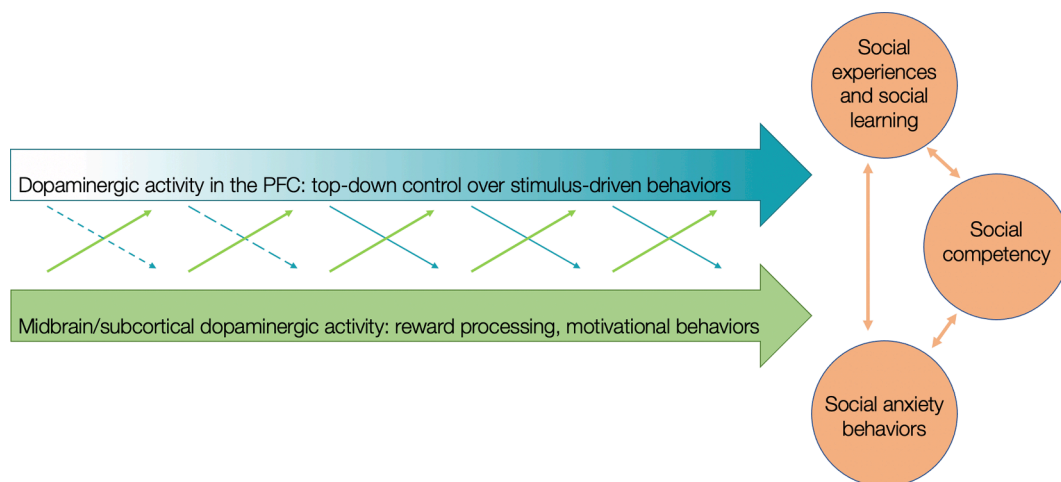 Social
experiences
and social
learning
Dopaminergic activity in the PFC: top-down control over stimulus-driven behaviors
Social
competency
Midbrain/subcortical dopaminergic activity: reward processing, motivational behaviors
Social anxiety
behaviors